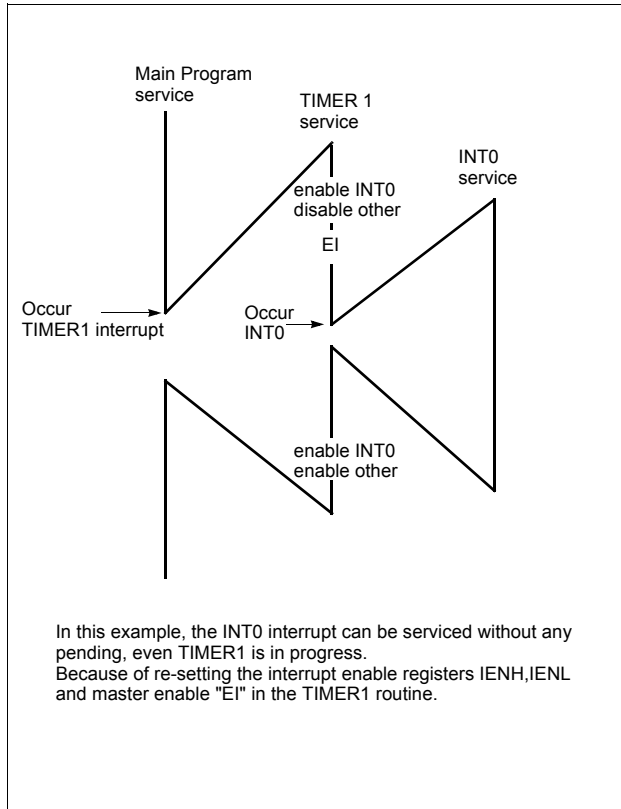 Main Program
service
TIMER 1
service
INT0
service
enable INT0
disable other
EI
Occur
TIMER1 interrupt
Occur
INT0
enable INT0
enable other
In this example, the INT0 interrupt can be serviced without any
pending, even TIMER1 is in progress.
Because of re-setting the interrupt enable registers IENH,IENL
and master enable "EI" in the TIMER1 routine.